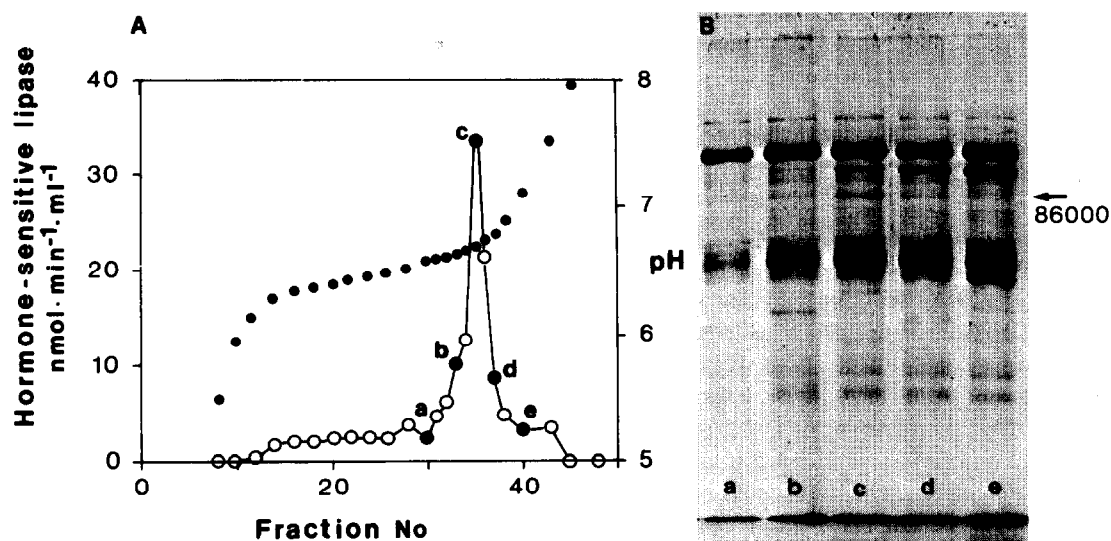 A
Hormone-sensitive lipase
nmol·min⁻¹·ml⁻¹
40
30
20
10
0
8
7
6
5
pH
a
b
c
d
e
0
20
40
Fraction No
B
86000
a b c d e